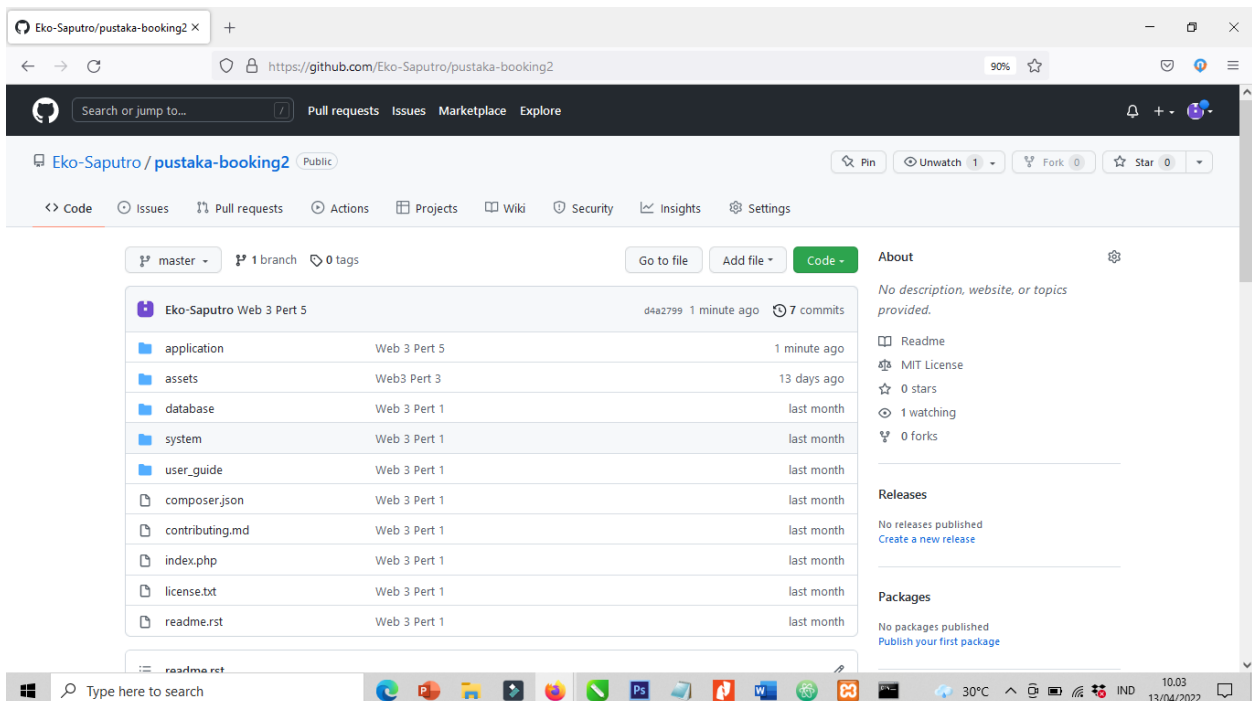 Eko-Saputro/pustaka-booking2
https://github.com/Eko-Saputro/pustaka-booking2 90%
Search or jump to... / Pull requests Issues Marketplace Explore
Eko-Saputro / pustaka-booking2 Public Pin Unwatch 1 Fork 0 Star 0
<> Code Issues Pull requests Actions Projects Wiki Security Insights Settings
master 1 branch 0 tags Go to file Add file Code
Eko-Saputro Web 3 Pert 5 d4a2799 1 minute ago 7 commits
application Web 3 Pert 5 1 minute ago
assets Web3 Pert 3 13 days ago
database Web 3 Pert 1 last month
system Web 3 Pert 1 last month
user_guide Web 3 Pert 1 last month
composer.json Web 3 Pert 1 last month
contributing.md Web 3 Pert 1 last month
index.php Web 3 Pert 1 last month
license.txt Web 3 Pert 1 last month
readme.rst Web 3 Pert 1 last month
readme.rst
About
No description, website, or topics
provided.
Readme
MIT License
0 stars
1 watching
0 forks
Releases
No releases published
Create a new release
Packages
No packages published
Publish your first package
Type here to search Ps 30°C IND 10.03
13/04/2022